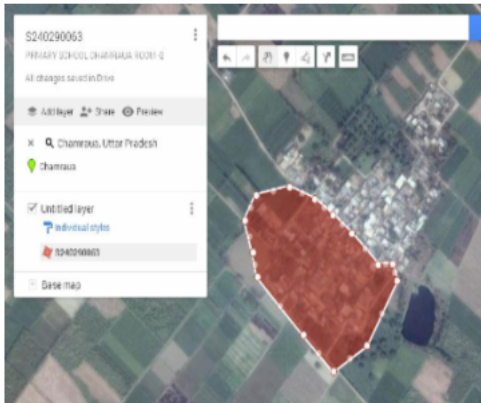 S240290063
PRIMARY SCHOOL CHAMRAUA ROOM-2
All changes saved in Drive
Add layer Share Preview
Chamraua, Uttar Pradesh
Chamraua
Untitled layer
Individual styles
S240290063
Base map